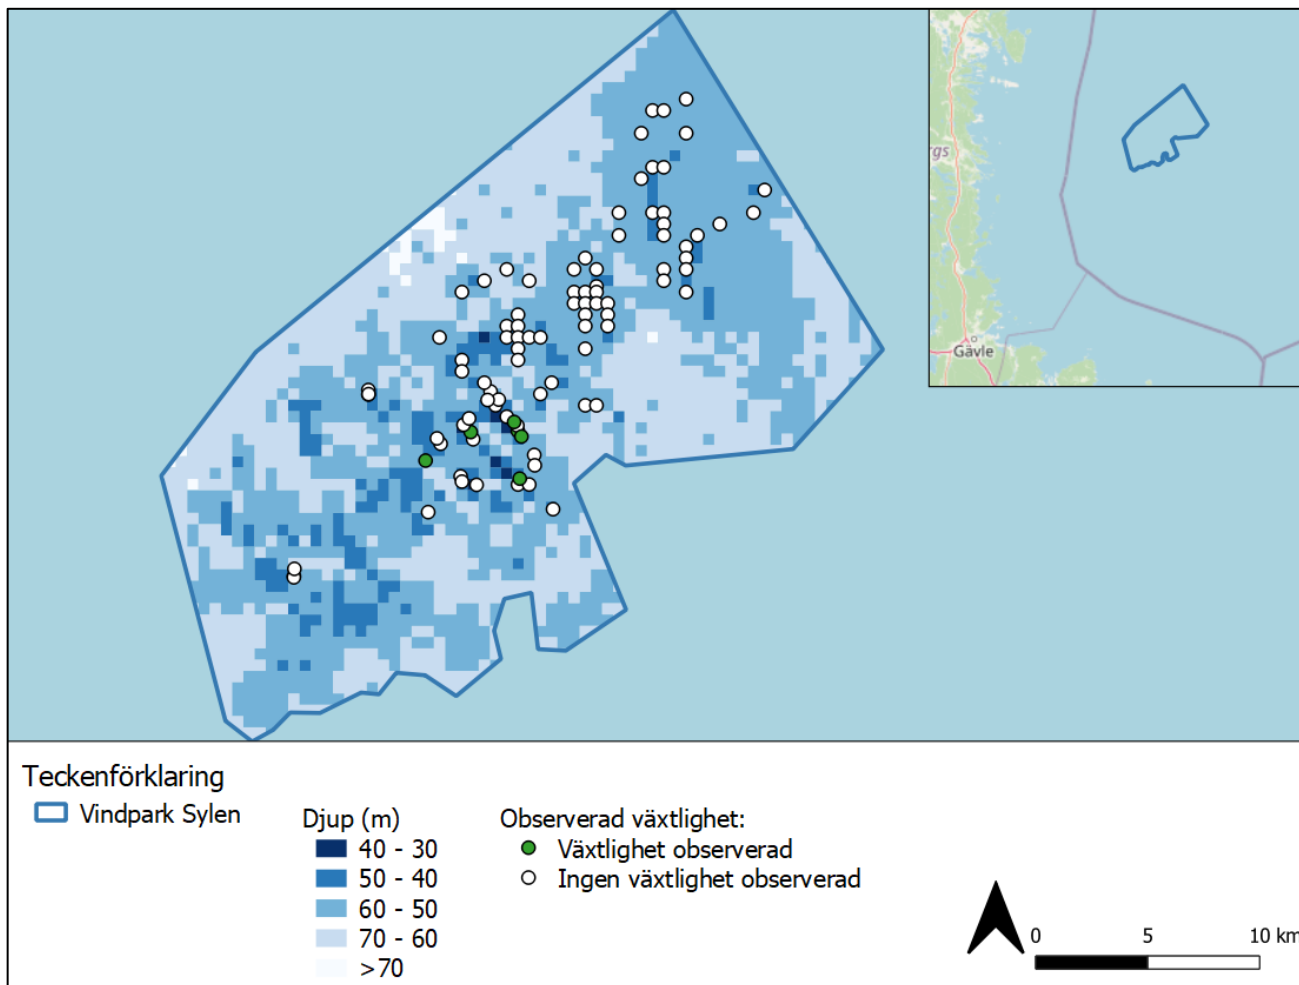 rgs
Gävle
Teckenförklaring
Vindpark Sylen
Djup (m)
40 - 30
50 - 40
60 - 50
70 - 60
>70
Observerad växtlighet:
Växtlighet observerad
Ingen växtlighet observerad
0 5 10 km